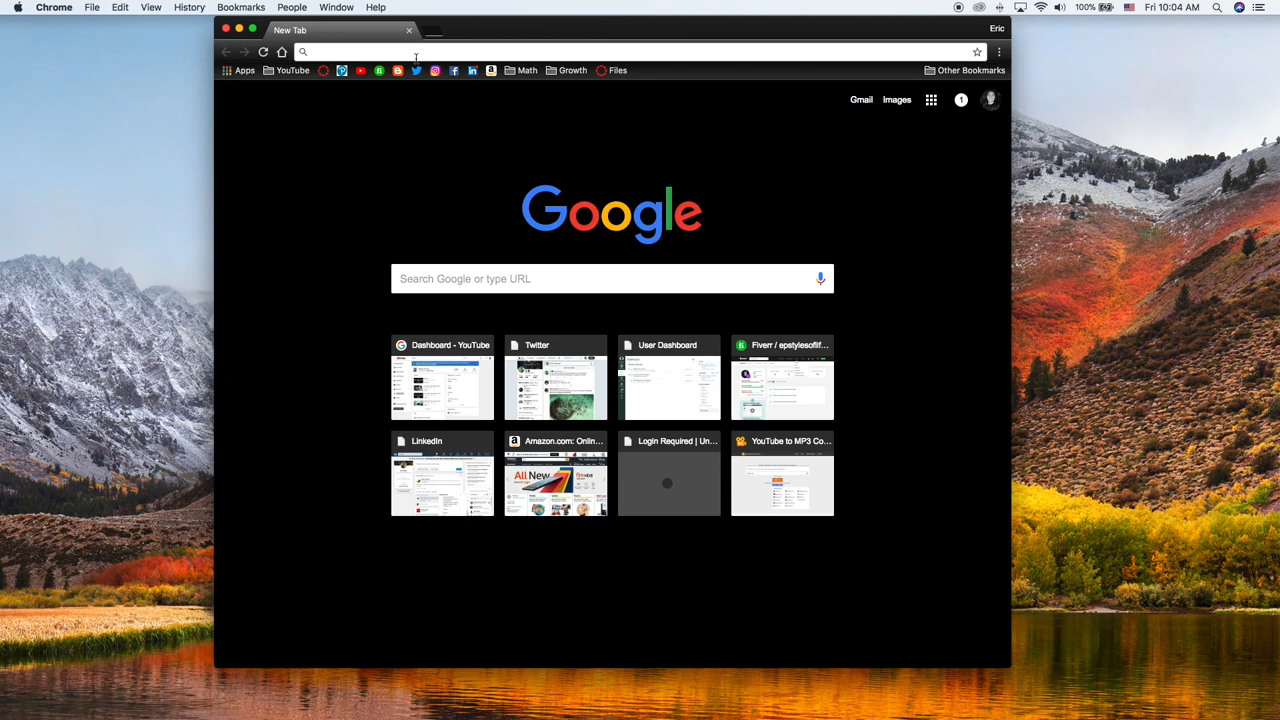 Chrome File Edit View History Bookmarks People Window Help 100% Fri 10:04 AM
New Tab Eric
Apps YouTube Math Growth Files Other Bookmarks
Gmail Images 1
Google
Search Google or type URL
Dashboard - YouTube Twitter User Dashboard Fiverr / epstylesoflif...
LinkedIn Amazon.com: Onlin... Login Required | Un... YouTube to MP3 Co...
All New